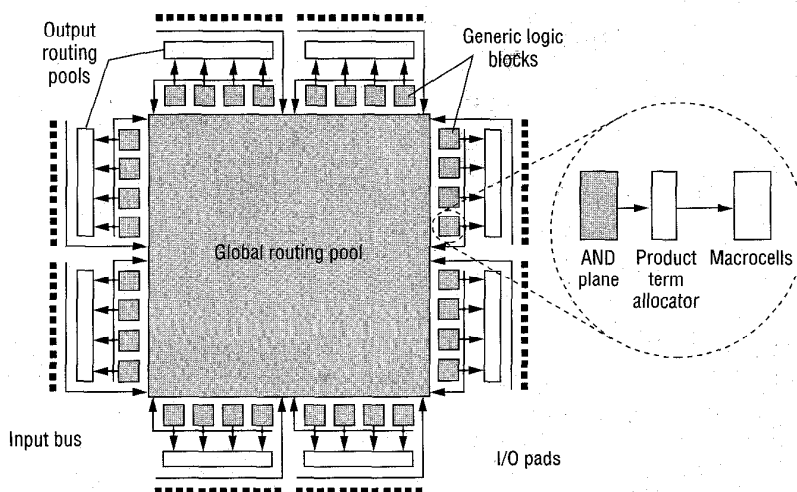 Output
routing
pools
Generic logic
blocks
Global routing pool
AND
plane
Product
term
allocator
Macrocells
Input bus
I/O pads